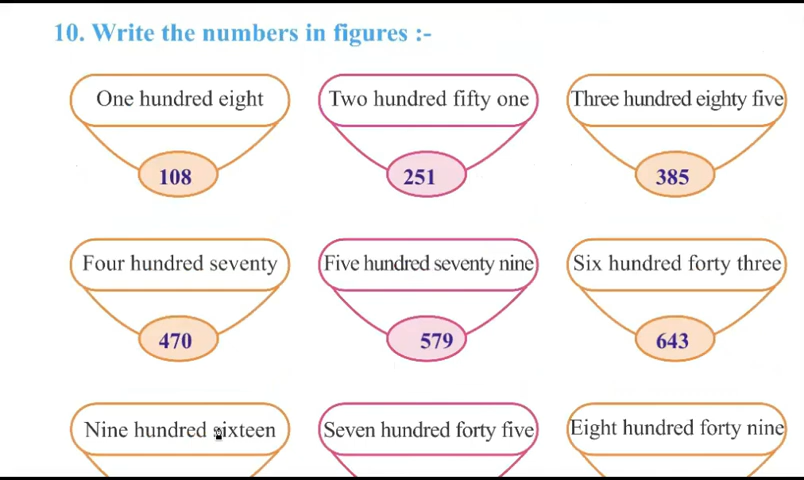 10. Write the numbers in figures :-
One hundred eight
Two hundred fifty one
Three hundred eighty five
108
251
385
Four hundred seventy
Five hundred seventy nine
Six hundred forty three
470
579
643
Nine hundred sixteen
Seven hundred forty five
Eight hundred forty nine